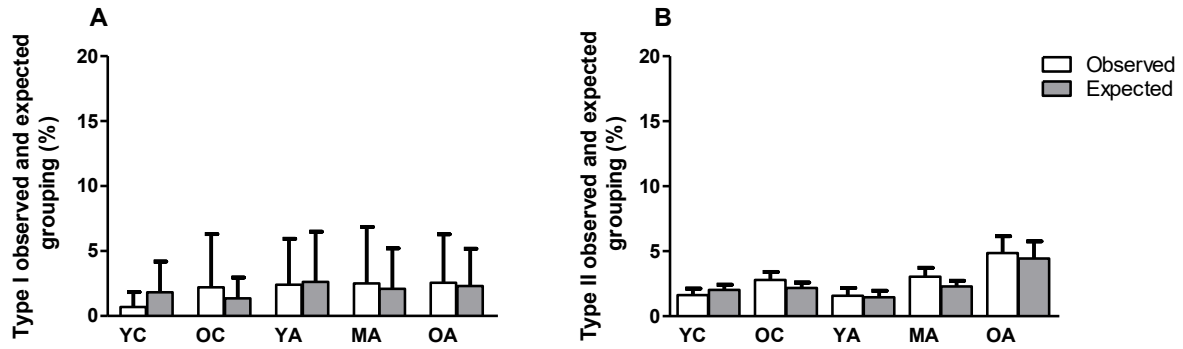 A
Type I observed and expected
grouping (%)
20
15
10
5
0
YC OC YA MA OA
B
Type II observed and expected
grouping (%)
20
15
10
5
0
YC OC YA MA OA
Observed
Expected